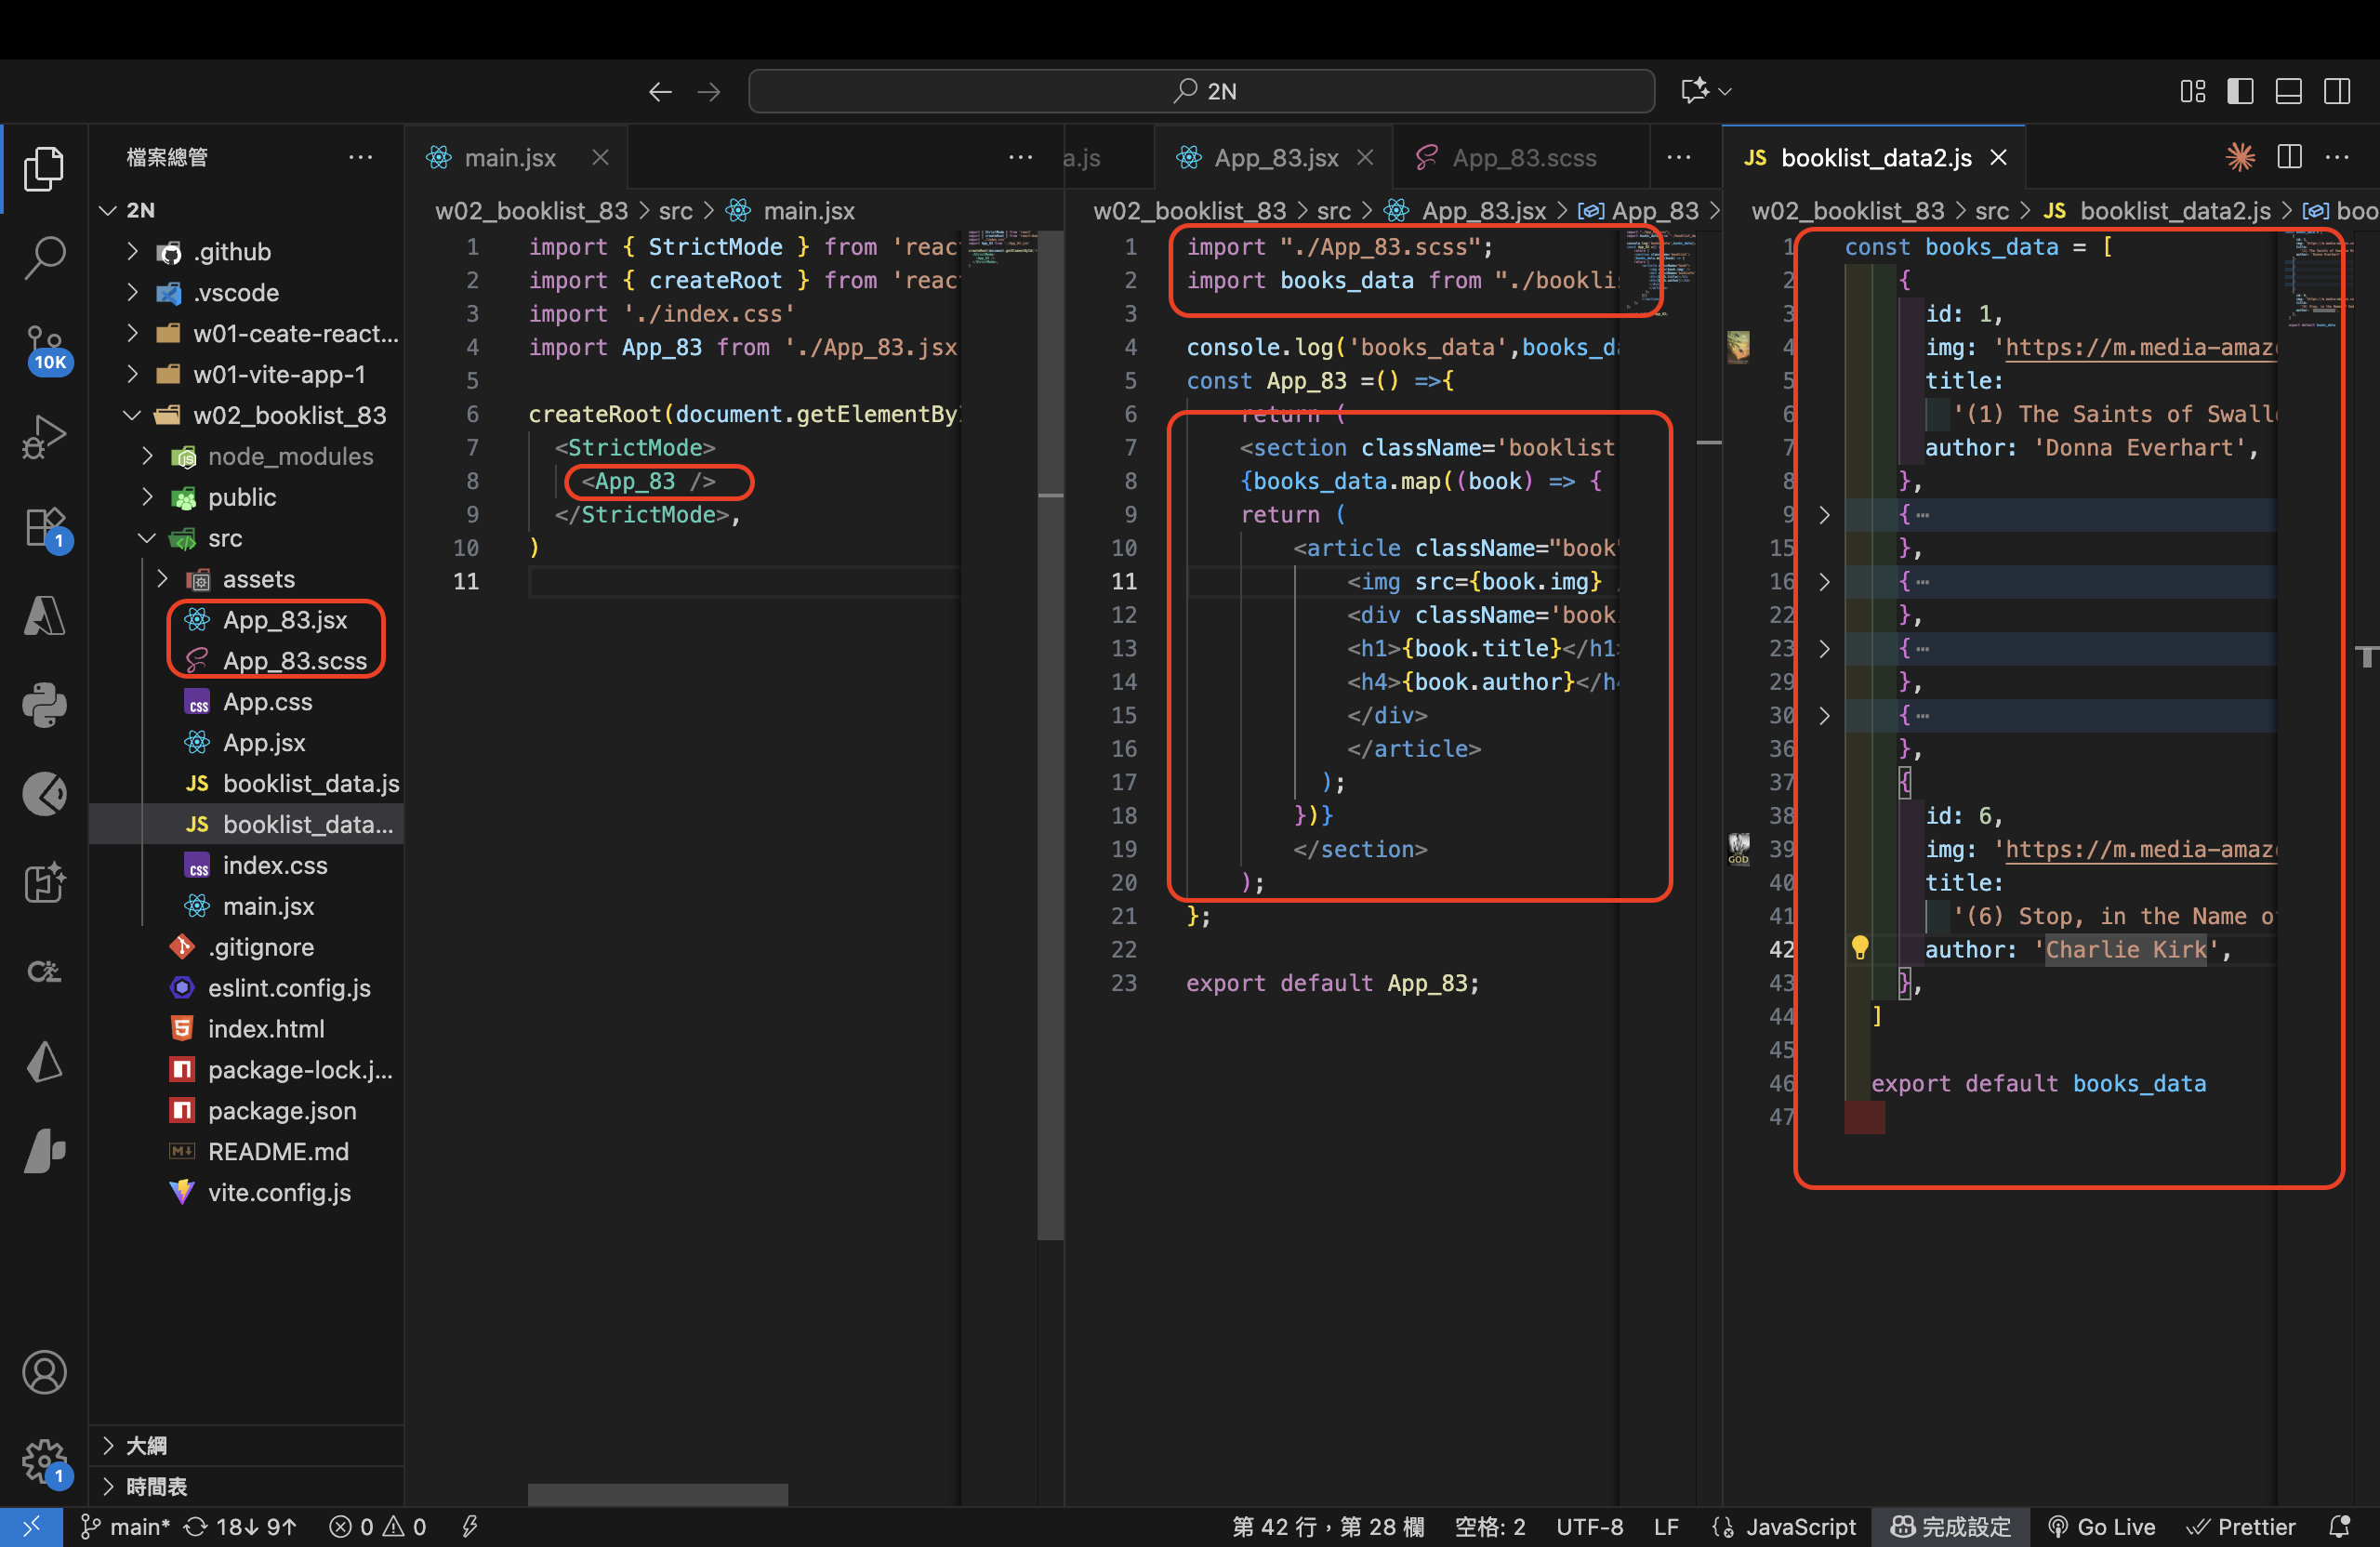 2N
檔案總管
2N
.github
.vscode
w01-ceate-react...
w01-vite-app-1
w02_booklist_83
node_modules
public
src
assets
App_83.jsx
App_83.scss
App.css
App.jsx
booklist_data.js
booklist_data...
index.css
main.jsx
.gitignore
eslint.config.js
index.html
package-lock.j...
package.json
README.md
vite.config.js
大綱
時間表
10K
1
1
main.jsx
w02_booklist_83 > src > main.jsx
1 import { StrictMode } from 'reac
2 import { createRoot } from 'reac
3 import './index.css'
4 import App_83 from './App_83.jsx
5
6 createRoot(document.getElementBy
7 <StrictMode>
8 <App_83 />
9 </StrictMode>,
10 )
11
a.js
App_83.jsx
App_83.scss
w02_booklist_83 > src > App_83.jsx > App_83 >
1 import "./App_83.scss";
2 import books_data from "./bookli
3
4 console.log('books_data',books_d
5 const App_83 =() =>{
6 return (
7 <section className='booklist
8 {books_data.map((book) => {
9 return (
10 <article className="book
11 <img src={book.img}
12 <div className='book
13 <h1>{book.title}</h1
14 <h4>{book.author}</h
15 </div>
16 </article>
17 );
18 })}
19 </section>
20 );
21 };
22
23 export default App_83;
JS booklist_data2.js
w02_booklist_83 > src > JS booklist_data2.js > boo
1 const books_data = [
2 {
3 id: 1,
4 img: 'https://m.media-amaz
5 title:
6 '(1) The Saints of Swall
7 author: 'Donna Everhart',
8 },
9 { ⋯
15 },
16 { ⋯
22 },
23 { ⋯
29 },
30 { ⋯
36 },
37 {
38 id: 6,
39 img: 'https://m.media-amaz
40 title:
41 '(6) Stop, in the Name o
42 author: 'Charlie Kirk',
43 },
44 ]
45
46 export default books_data
47
main* 18↓ 9↑ 0 0 第 42 行，第 28 欄 空格: 2 UTF-8 LF JavaScript 完成設定 Go Live Prettier